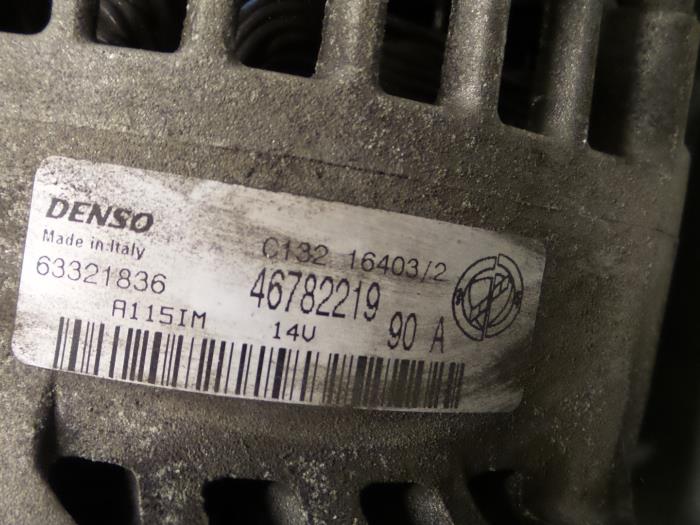 DENSO
Made in Italy
C132 16403/2
63321836
46782219
A115IM
14V
90 A